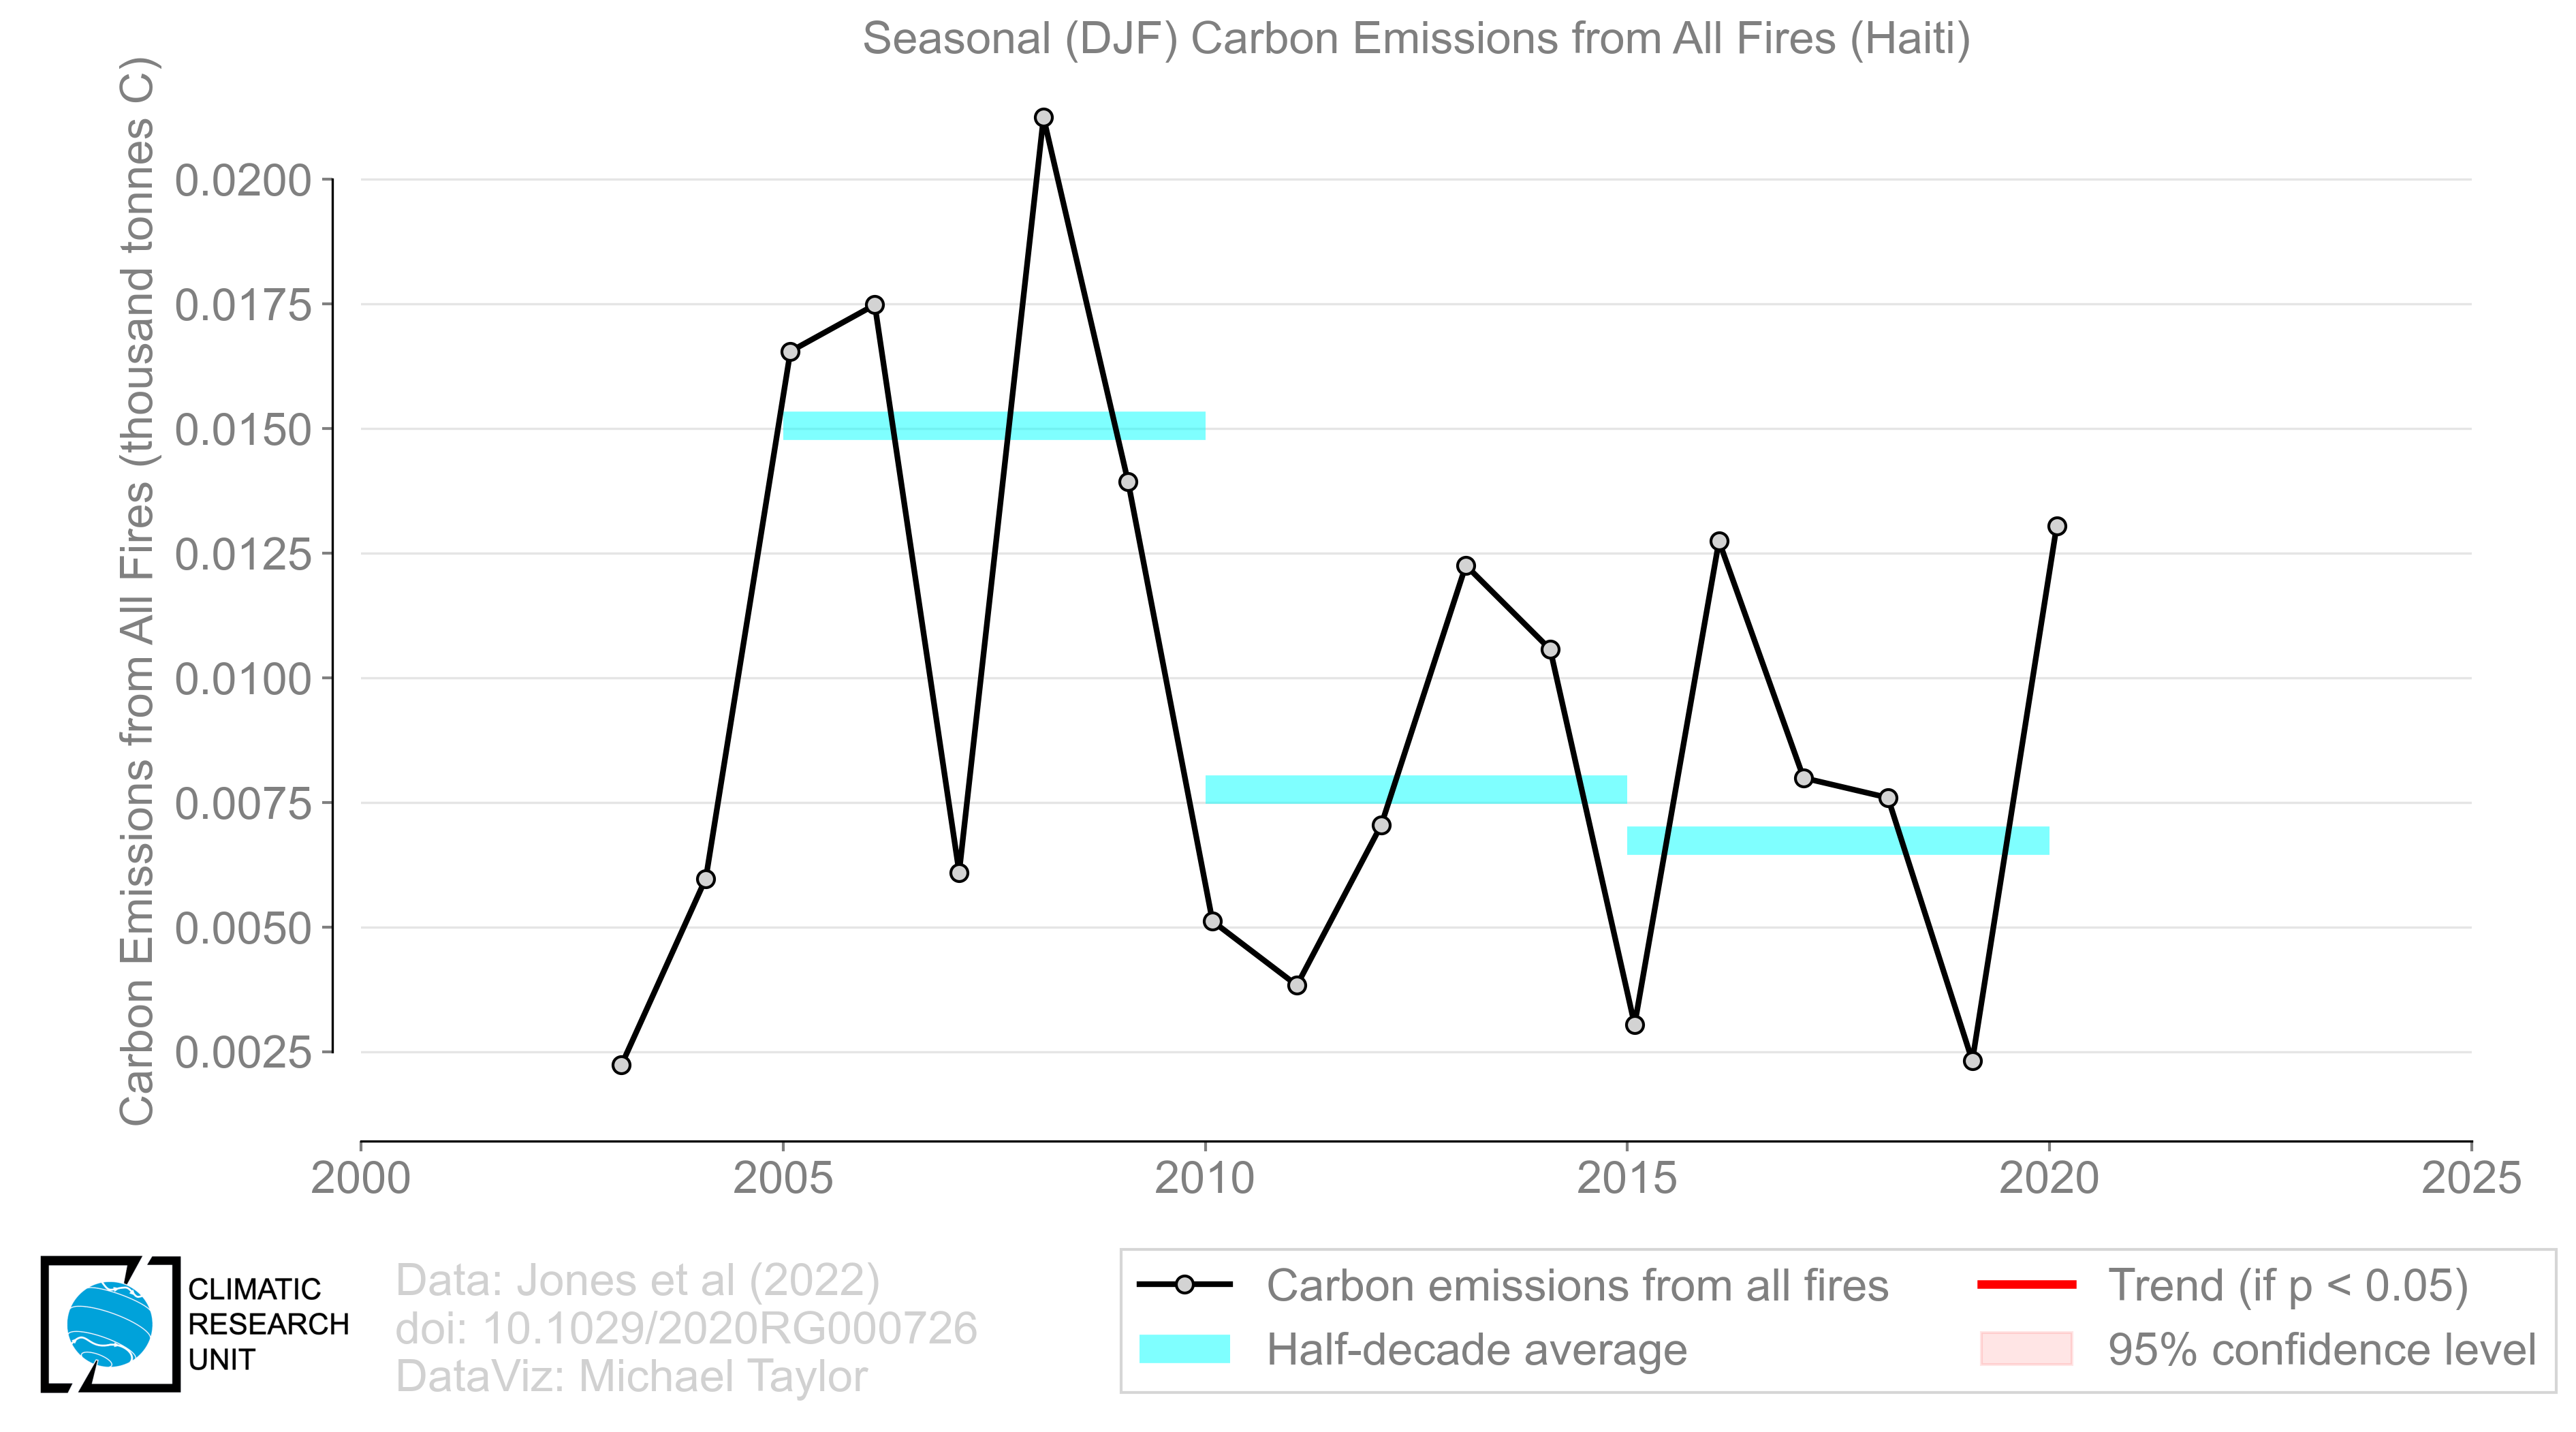 Seasonal (DJF) Carbon Emissions from All Fires (Haiti)
Carbon Emissions from All Fires (thousand tonnes C)
0.0200
0.0175
0.0150
0.0125
0.0100
0.0075
0.0050
0.0025
2000 2005 2010 2015 2020 2025
CLIMATIC
RESEARCH
UNIT
Data: Jones et al (2022)
doi: 10.1029/2020RG000726
DataViz: Michael Taylor
Carbon emissions from all fires
Half-decade average
Trend (if p < 0.05)
95% confidence level